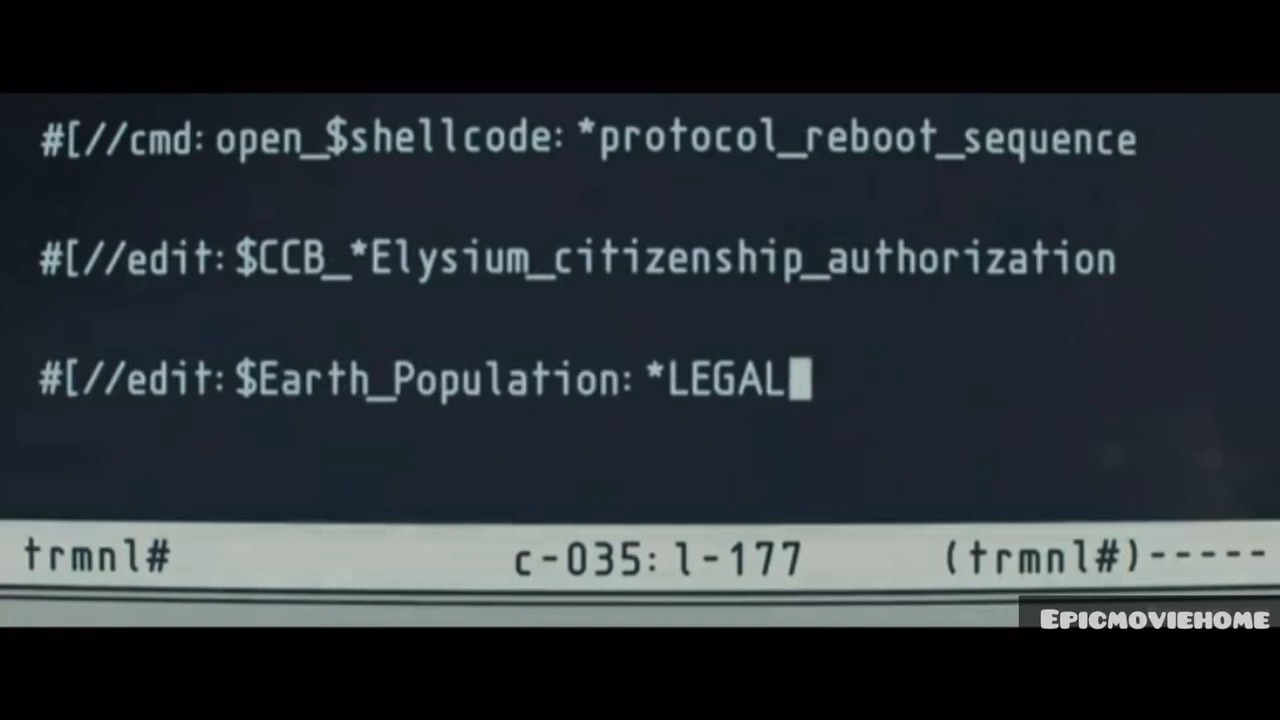 #[//cmd: open_$shellcode: *protocol_reboot_sequence
#[//edit: $CCB_*Elysium_citizenship_authorization
#[//edit: $Earth_Population: *LEGAL
trmnl# c-035: l-177 (trmnl#)-----
EPICMOVIEHOME